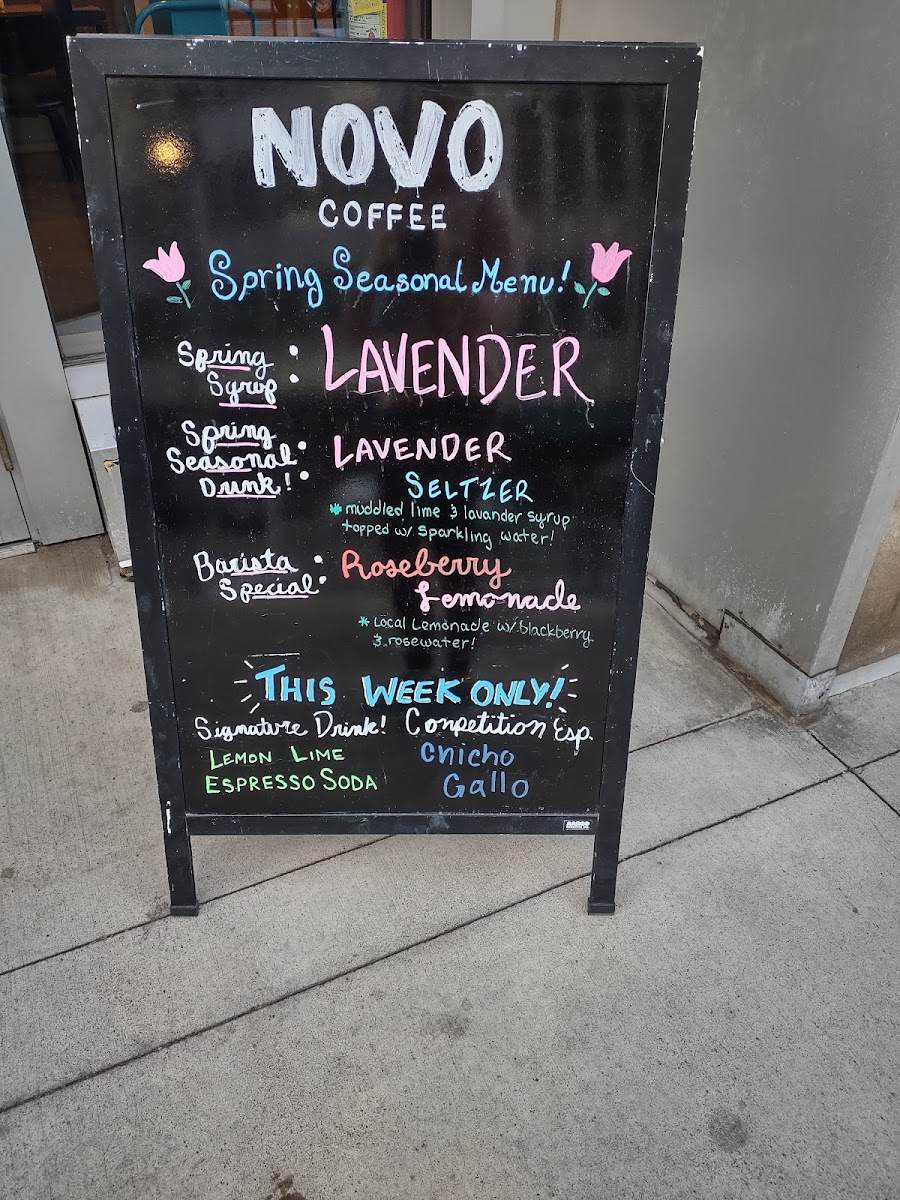 NOVO
COFFEE
Spring Seasonal Menu!
Spring Syrup : LAVENDER
Spring Seasonal Drink! : LAVENDER
SELTZER
* muddled lime & lavander syrup
topped w/ sparkling water!
Barista Special : Roseberry
Lemonade
* Local Lemonade w/ blackberry
& rosewater!
THIS WEEK ONLY!
Signature Drink! Conpetition Esp.
LEMON LIME Chicho
ESPRESSO SODA Gallo